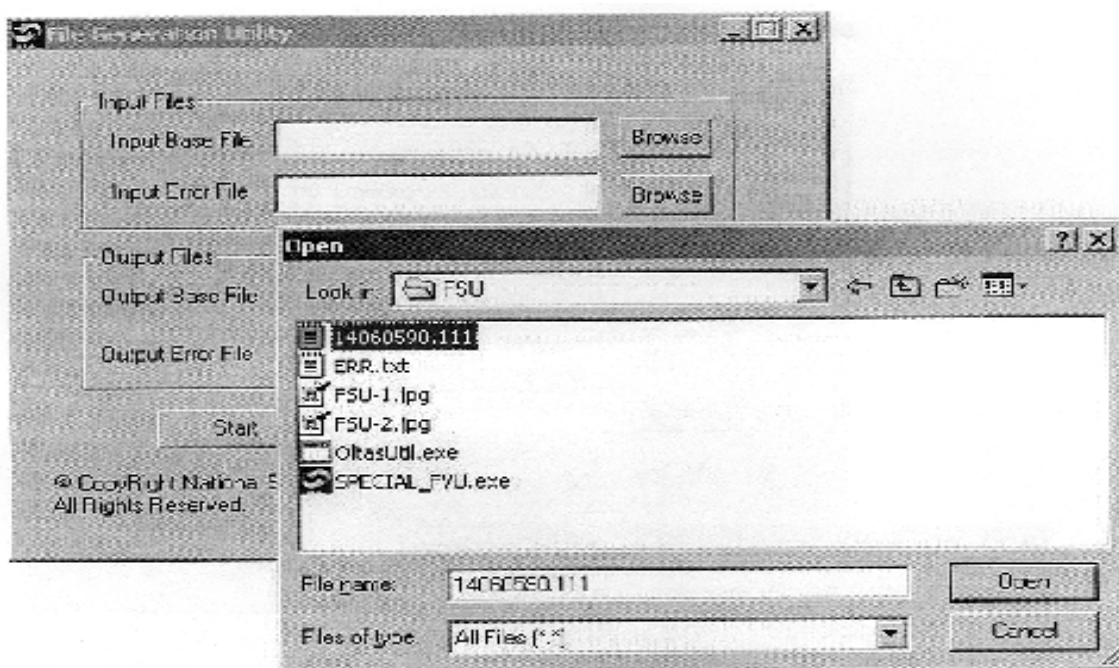 File Generation Utility
Input Files
Input Base File
Browse
Input Error File
Browse
Output Files
Output Base File
Output Error File
Start
© CopyRight National S
All Rights Reserved.
Open
Look in: FSU
14060590.111
ERR.txt
FSU-1.jpg
FSU-2.jpg
OltasUtil.exe
SPECIAL_FVU.exe
File name: 14060590.111
Open
Files of type: All Files (*.*)
Cancel